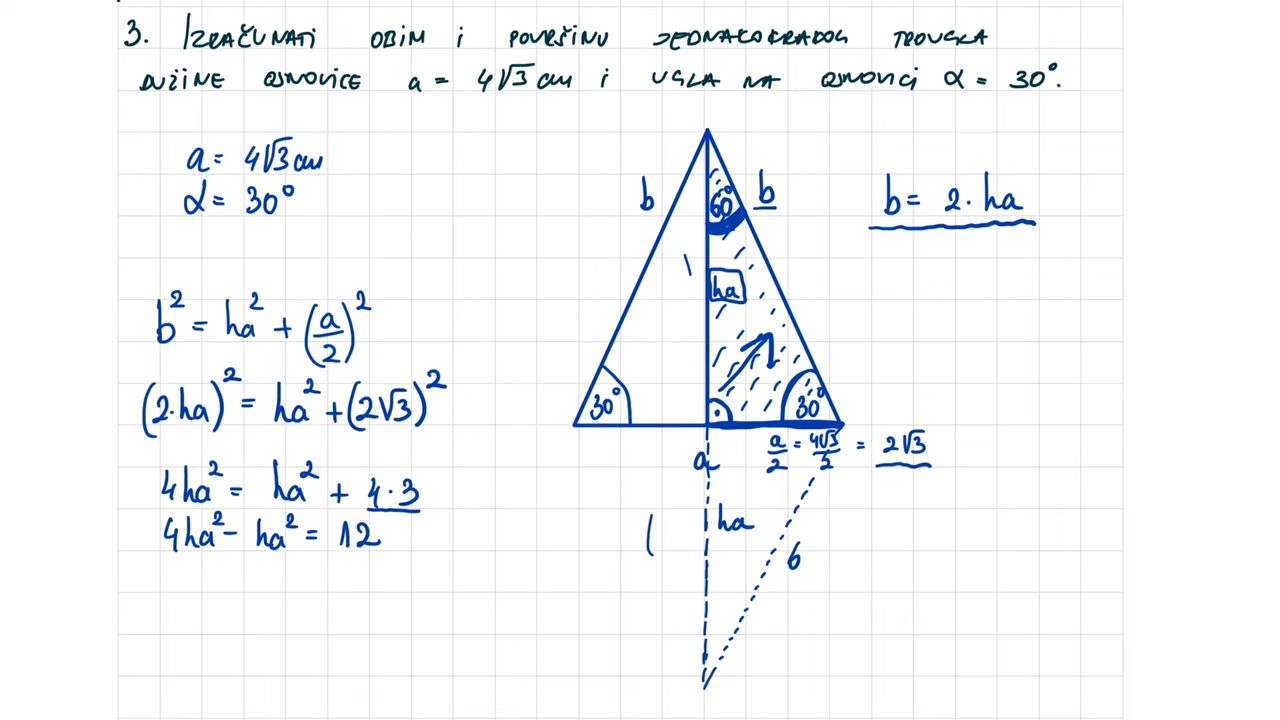 3. IZRAČUNATI OBIM I POVRŠINU JEDNAKOKRAKOG TROUGLA
DUŽINE OSNOVICE a = 4√3 cm I UGLA NA OSNOVICI α = 30°.
a = 4√3 cm
α = 30°
b² = ha² + (a/2)²
(2·ha)² = ha² + (2√3)²
4ha² = ha² + 4·3
4ha² - ha² = 12
b
60°
b
ha
30°
30°
a
a/2 = 4√3/2 = 2√3
ha
b
b = 2·ha